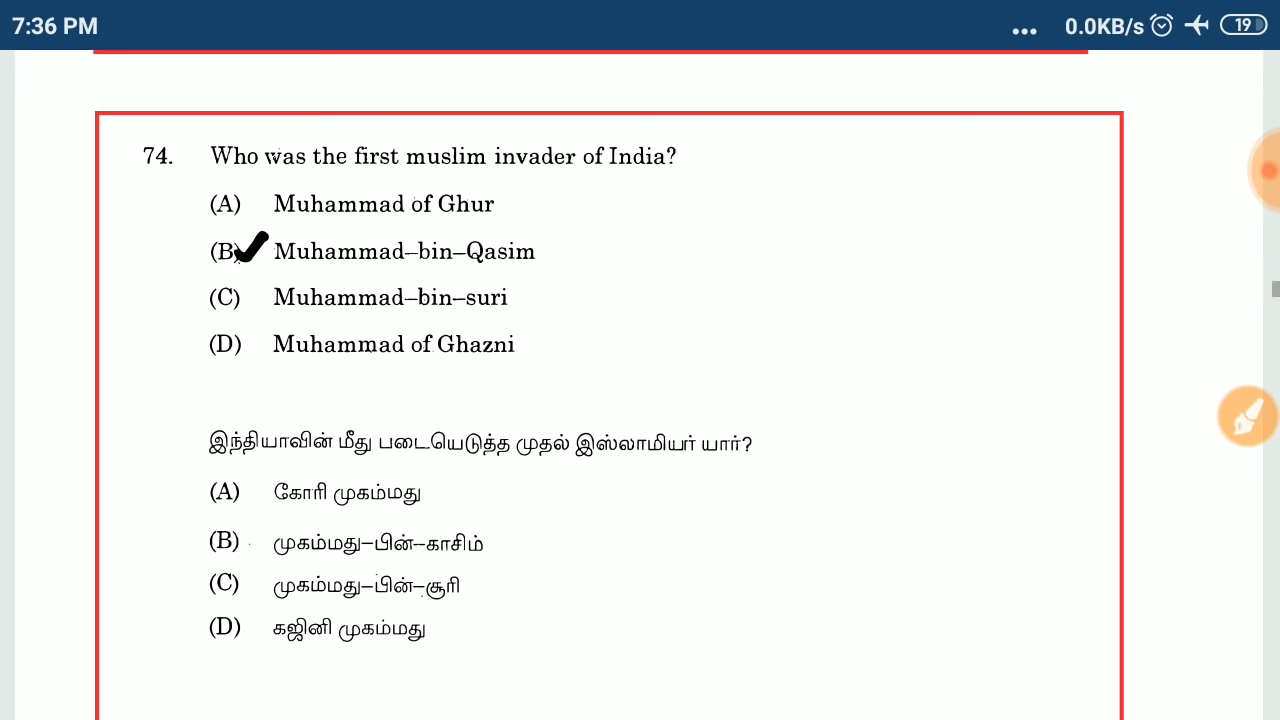 7:36 PM ... 0.0KB/s 19
74. Who was the first muslim invader of India?
(A) Muhammad of Ghur
(B) Muhammad–bin–Qasim
(C) Muhammad–bin–suri
(D) Muhammad of Ghazni
இந்தியாவின் மீது படையெடுத்த முதல் இஸ்லாமியர் யார்?
(A) கோரி முகம்மது
(B) முகம்மது–பின்–காசிம்
(C) முகம்மது–பின்–சூரி
(D) கஜினி முகம்மது